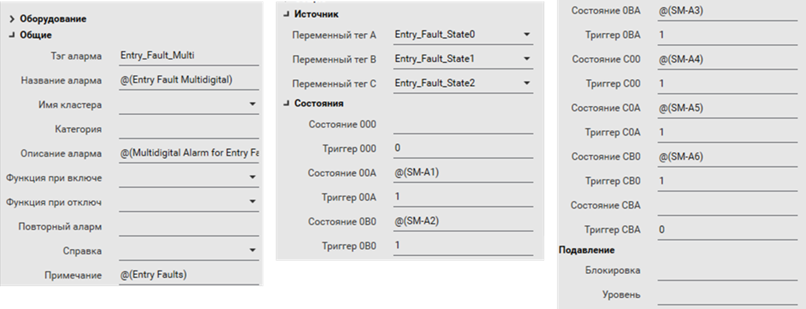 Оборудование
Общие
Тэг аларма Entry_Fault_Multi
Название аларма @(Entry Fault Multidigital)
Имя кластера
Категория
Описание аларма @(Multidigital Alarm for Entry Fa
Функция при включе
Функция при отключ
Повторный аларм
Справка
Примечание @(Entry Faults)
Источник
Переменный тег A Entry_Fault_State0
Переменный тег B Entry_Fault_State1
Переменный тег C Entry_Fault_State2
Состояния
Состояние 000
Триггер 000 0
Состояние 00A @(SM-A1)
Триггер 00A 1
Состояние 0B0 @(SM-A2)
Триггер 0B0 1
Состояние 0BA @(SM-A3)
Триггер 0BA 1
Состояние C00 @(SM-A4)
Триггер C00 1
Состояние C0A @(SM-A5)
Триггер C0A 1
Состояние CB0 @(SM-A6)
Триггер CB0 1
Состояние CBA
Триггер CBA 0
Подавление
Блокировка
Уровень